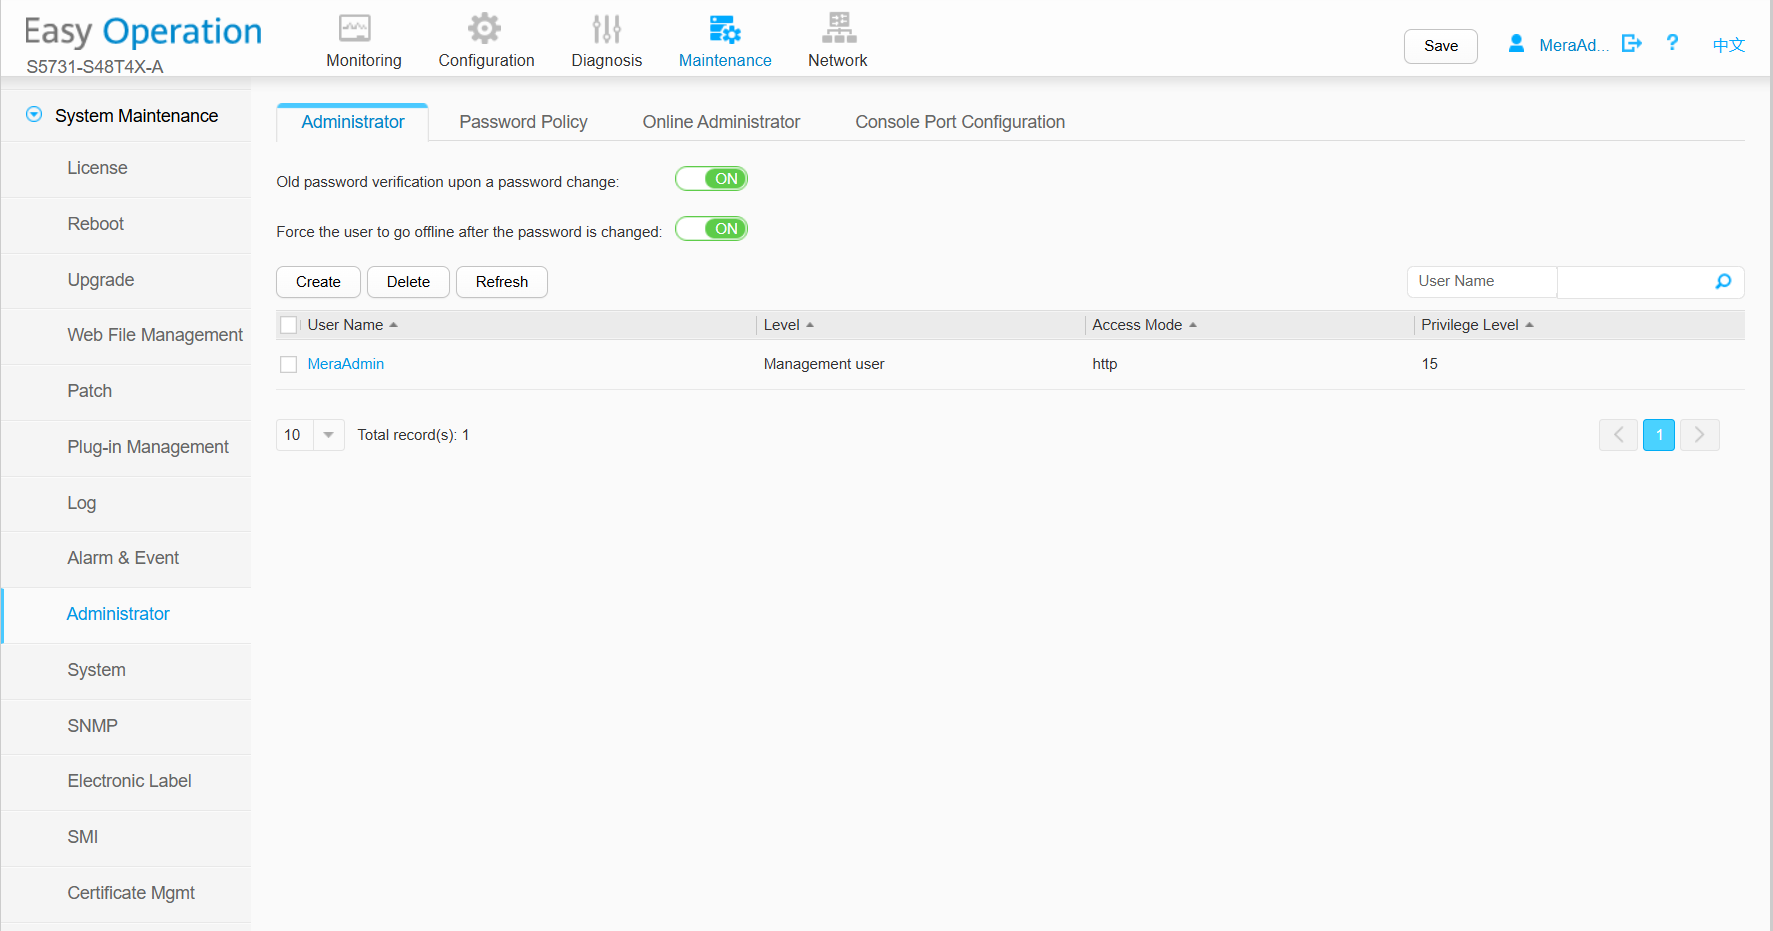 Easy Operation
S5731-S48T4X-A
Monitoring
Configuration
Diagnosis
Maintenance
Network
Save
MeraAd...
?
中文
System Maintenance
License
Reboot
Upgrade
Web File Management
Patch
Plug-in Management
Log
Alarm & Event
Administrator
System
SNMP
Electronic Label
SMI
Certificate Mgmt
Administrator
Password Policy
Online Administrator
Console Port Configuration
Old password verification upon a password change:
ON
Force the user to go offline after the password is changed:
ON
Create
Delete
Refresh
User Name
User Name
Level
Access Mode
Privilege Level
MeraAdmin
Management user
http
15
10
Total record(s): 1
1